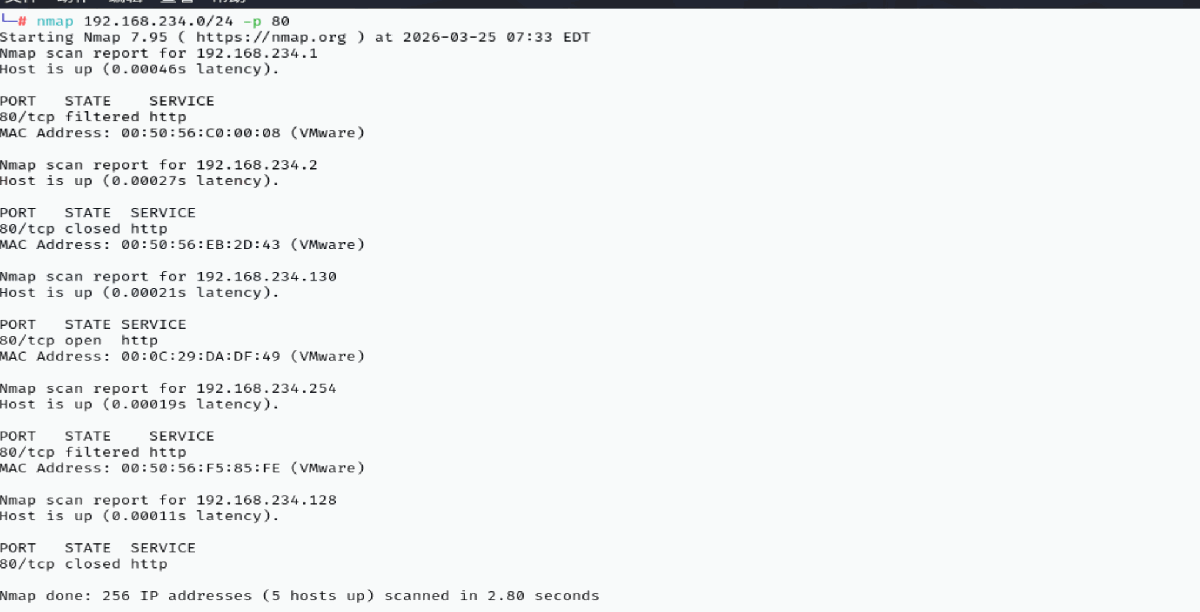 └─# nmap 192.168.234.0/24 -p 80
Starting Nmap 7.95 ( https://nmap.org ) at 2026-03-25 07:33 EDT
Nmap scan report for 192.168.234.1
Host is up (0.00046s latency).
PORT   STATE    SERVICE
80/tcp filtered http
MAC Address: 00:50:56:C0:00:08 (VMware)
Nmap scan report for 192.168.234.2
Host is up (0.00027s latency).
PORT   STATE  SERVICE
80/tcp closed http
MAC Address: 00:50:56:EB:2D:43 (VMware)
Nmap scan report for 192.168.234.130
Host is up (0.00021s latency).
PORT   STATE SERVICE
80/tcp open  http
MAC Address: 00:0C:29:DA:DF:49 (VMware)
Nmap scan report for 192.168.234.254
Host is up (0.00019s latency).
PORT   STATE    SERVICE
80/tcp filtered http
MAC Address: 00:50:56:F5:85:FE (VMware)
Nmap scan report for 192.168.234.128
Host is up (0.00011s latency).
PORT   STATE  SERVICE
80/tcp closed http
Nmap done: 256 IP addresses (5 hosts up) scanned in 2.80 seconds